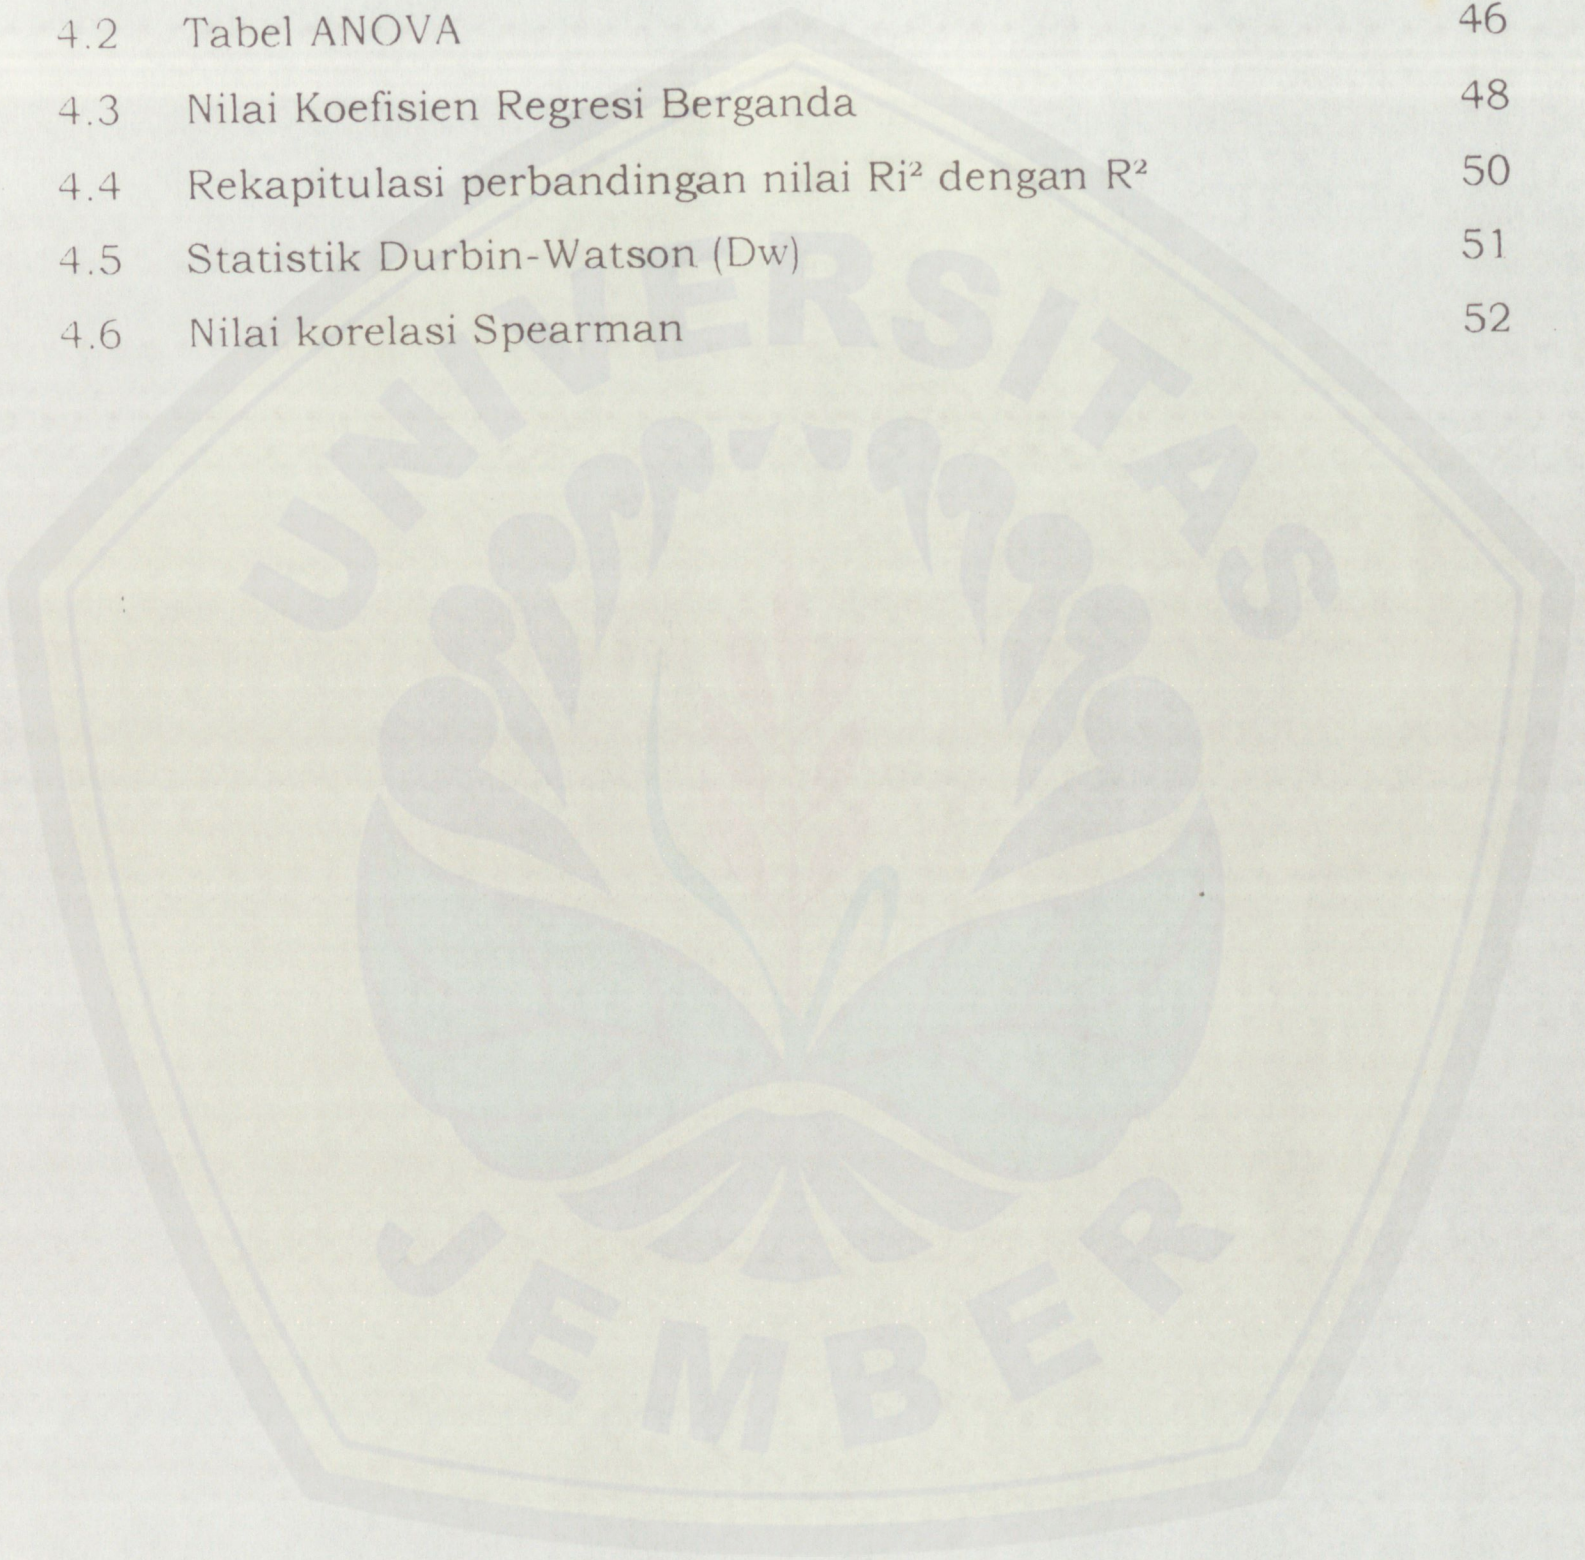 4.2 Tabel ANOVA 46
4.3 Nilai Koefisien Regresi Berganda 48
4.4 Rekapitulasi perbandingan nilai Ri² dengan R² 50
4.5 Statistik Durbin-Watson (Dw) 51
4.6 Nilai korelasi Spearman 52
UNIVERSITAS
JEMBER